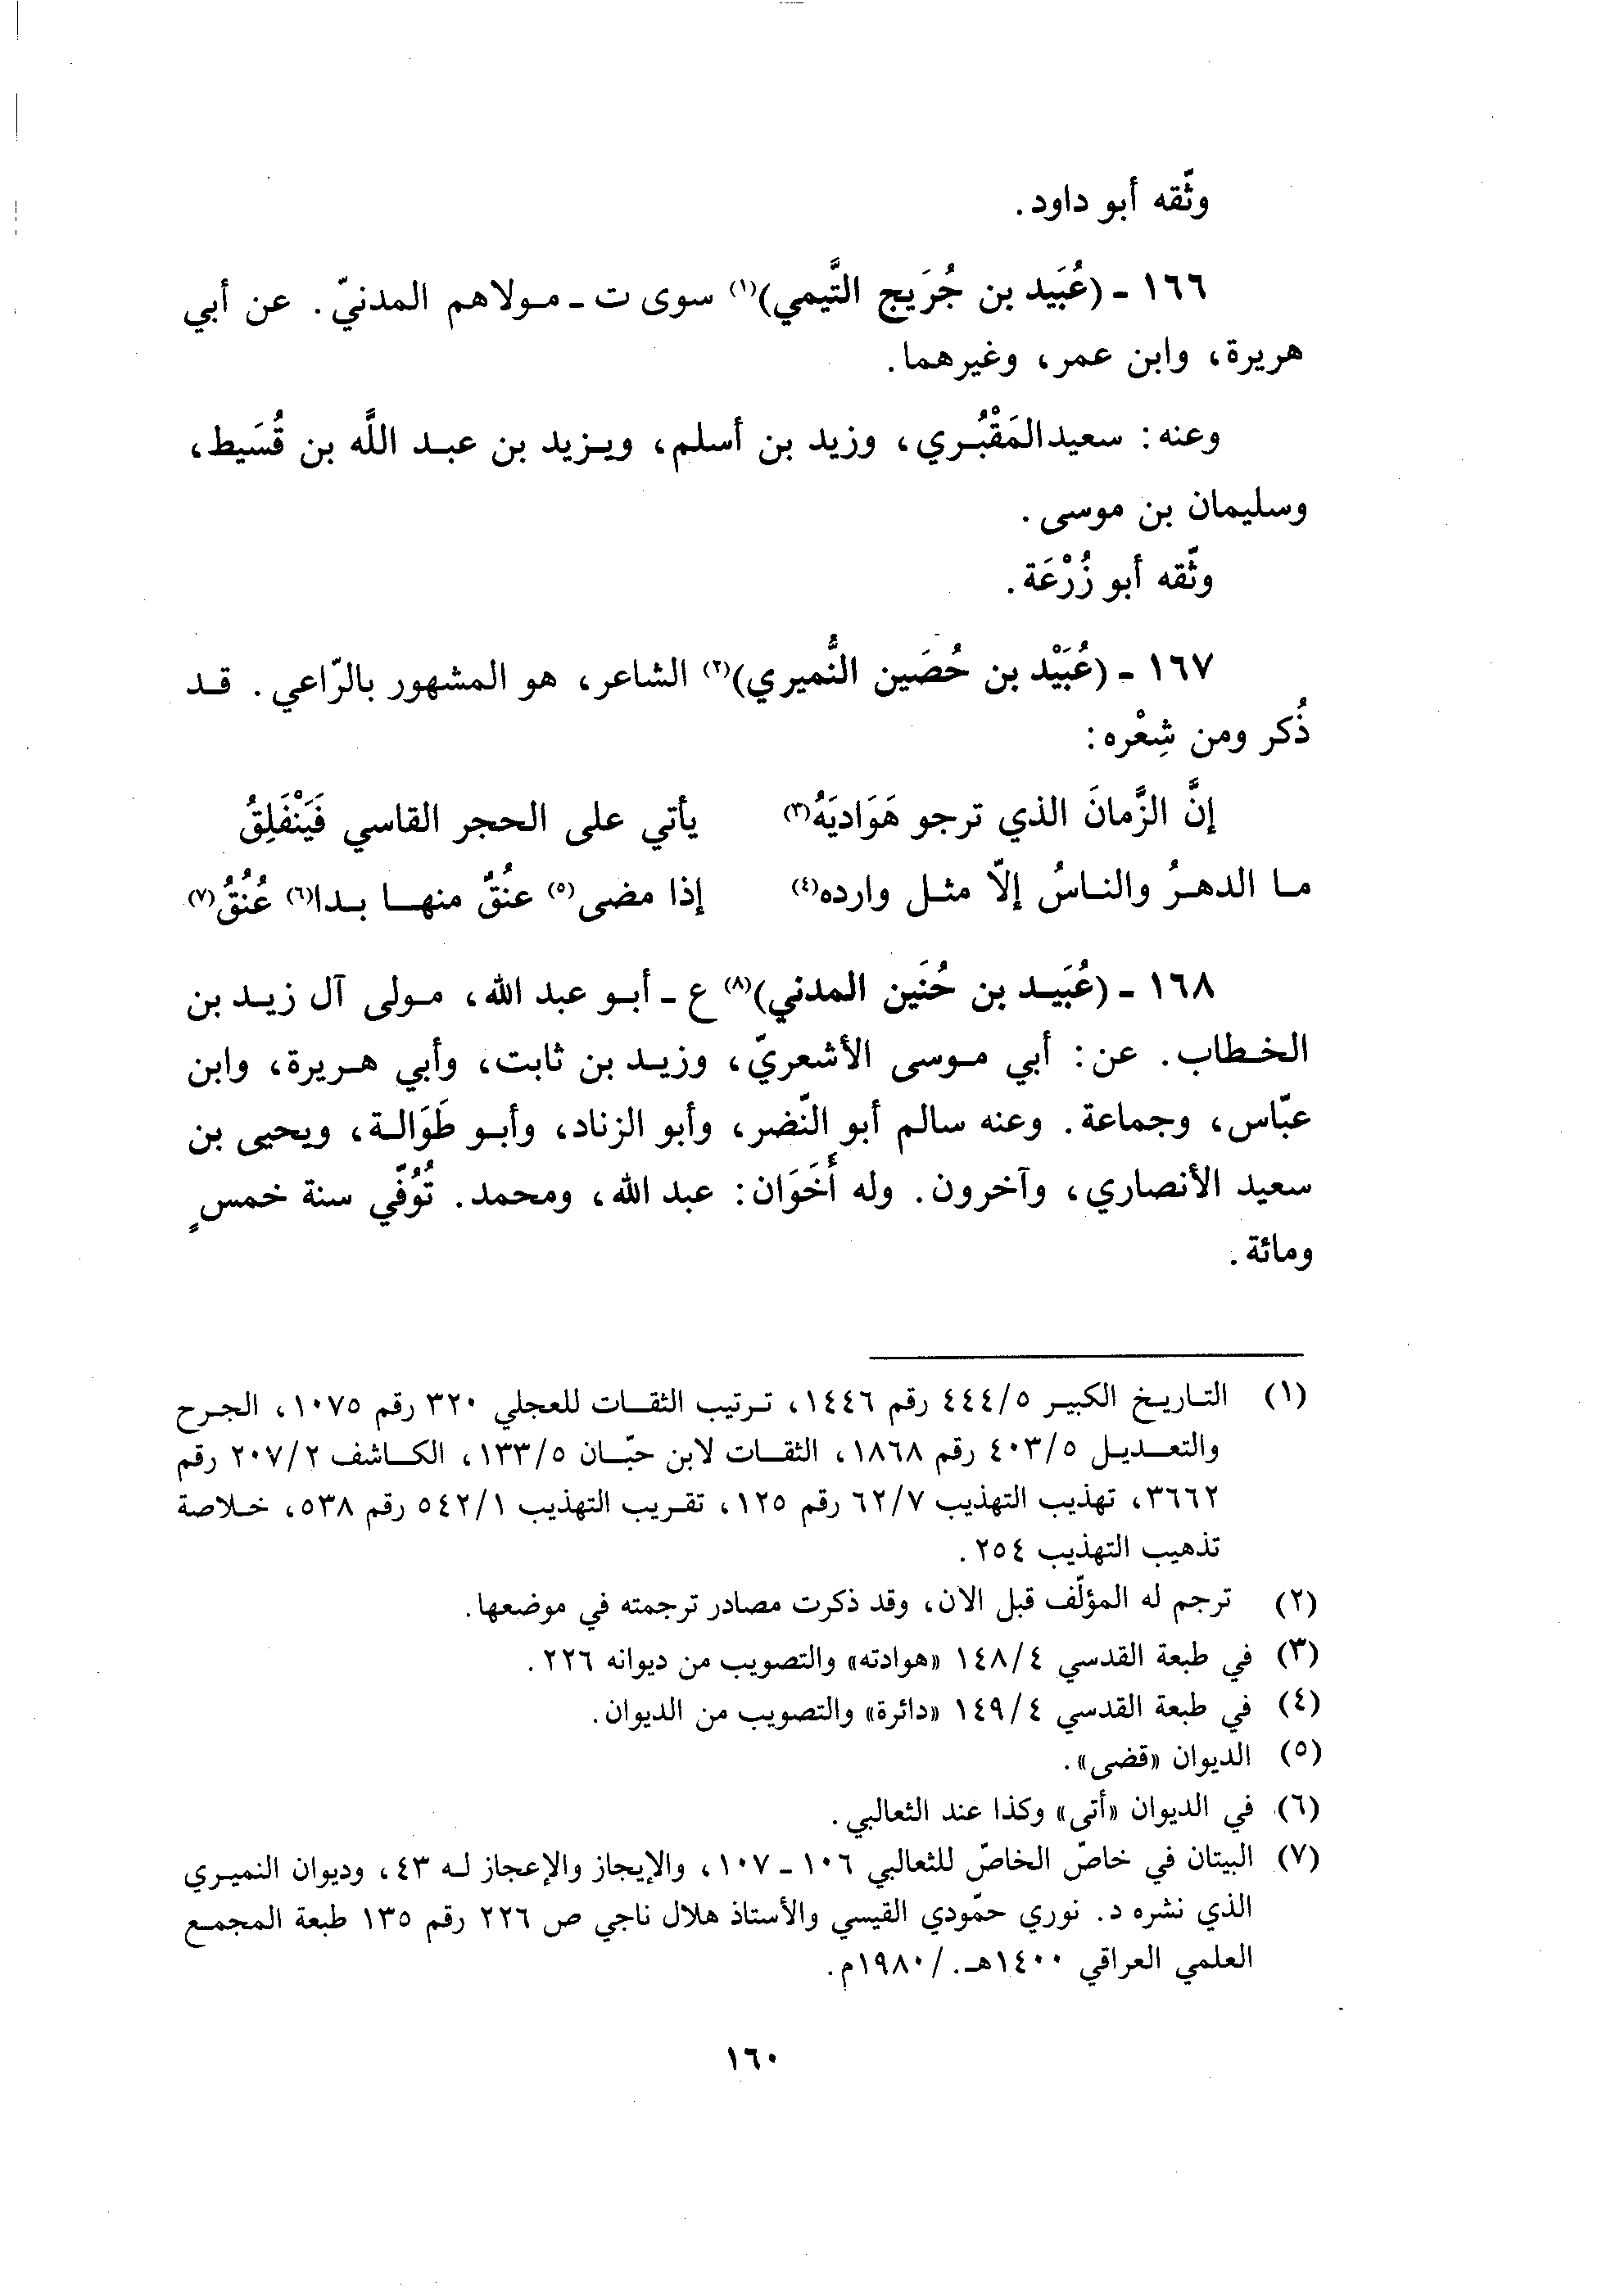 وثّقه أبو داود.
١٦٦ - (عُبَيد بن جُرَيج التَّيمي)(١) سوى ت - مولاهم المدنيّ. عن أبي
هريرة، وابن عمر، وغيرهما.
وعنه: سعيدالمَقْبُري، وزيد بن أسلم، ويزيد بن عبد اللَّه بن قُسَيط،
وسليمان بن موسى.
وثّقه أبو زُرْعَة.
١٦٧ - (عُبَيْد بن حُصَين النُّميري)(٢) الشاعر، هو المشهور بالرّاعي. قد
ذُكر ومن شِعْره:
إنَّ الزَّمانَ الذي ترجو هَوَاديَهُ(٣) يأتي على الحجر القاسي فَيَنْفَلِقُ
ما الدهرُ والناسُ إلاّ مثل وارده(٤) إذا مضى(٥) عنُقٌ منها بدا(٦) عُنُقُ(٧)
١٦٨ - (عُبَيد بن حُنَين المدني)(٨) ع - أبو عبد الله، مولى آل زيد بن
الخطاب. عن: أبي موسى الأشعريّ، وزيد بن ثابت، وأبي هريرة، وابن
عبّاس، وجماعة. وعنه سالم أبو النّضر، وأبو الزناد، وأبو طَوَالة، ويحيى بن
سعيد الأنصاري، وآخرون. وله أَخَوَان: عبد الله، ومحمد. تُوُفّي سنة خمسٍ
ومائة.
(١) التاريخ الكبير ٤٤٤/٥ رقم ١٤٤٦، ترتيب الثقات للعجلي ٣٢٠ رقم ١٠٧٥، الجرح
والتعديل ٤٠٣/٥ رقم ١٨٦٨، الثقات لابن حبّان ١٣٣/٥، الكاشف ٢٠٧/٢ رقم
٣٦٦٢، تهذيب التهذيب ٦٢/٧ رقم ١٢٥، تقريب التهذيب ٥٤٢/١ رقم ٥٣٨، خلاصة
تذهيب التهذيب ٢٥٤.
(٢) ترجم له المؤلّف قبل الان، وقد ذكرت مصادر ترجمته في موضعها.
(٣) في طبعة القدسي ١٤٨/٤ «هوادته» والتصويب من ديوانه ٢٢٦.
(٤) في طبعة القدسي ١٤٩/٤ «دائرة» والتصويب من الديوان.
(٥) الديوان «قضى».
(٦) في الديوان «أتى» وكذا عند الثعالبي.
(٧) البيتان في خاصّ الخاصّ للثعالبي ١٠٦ - ١٠٧، والإيجاز والإعجاز له ٤٣، وديوان النميري
الذي نشره د. نوري حمّودي القيسي والأستاذ هلال ناجي ص ٢٢٦ رقم ١٣٥ طبعة المجمع
العلمي العراقي ١٤٠٠هـ./١٩٨٠م.
١٦٠